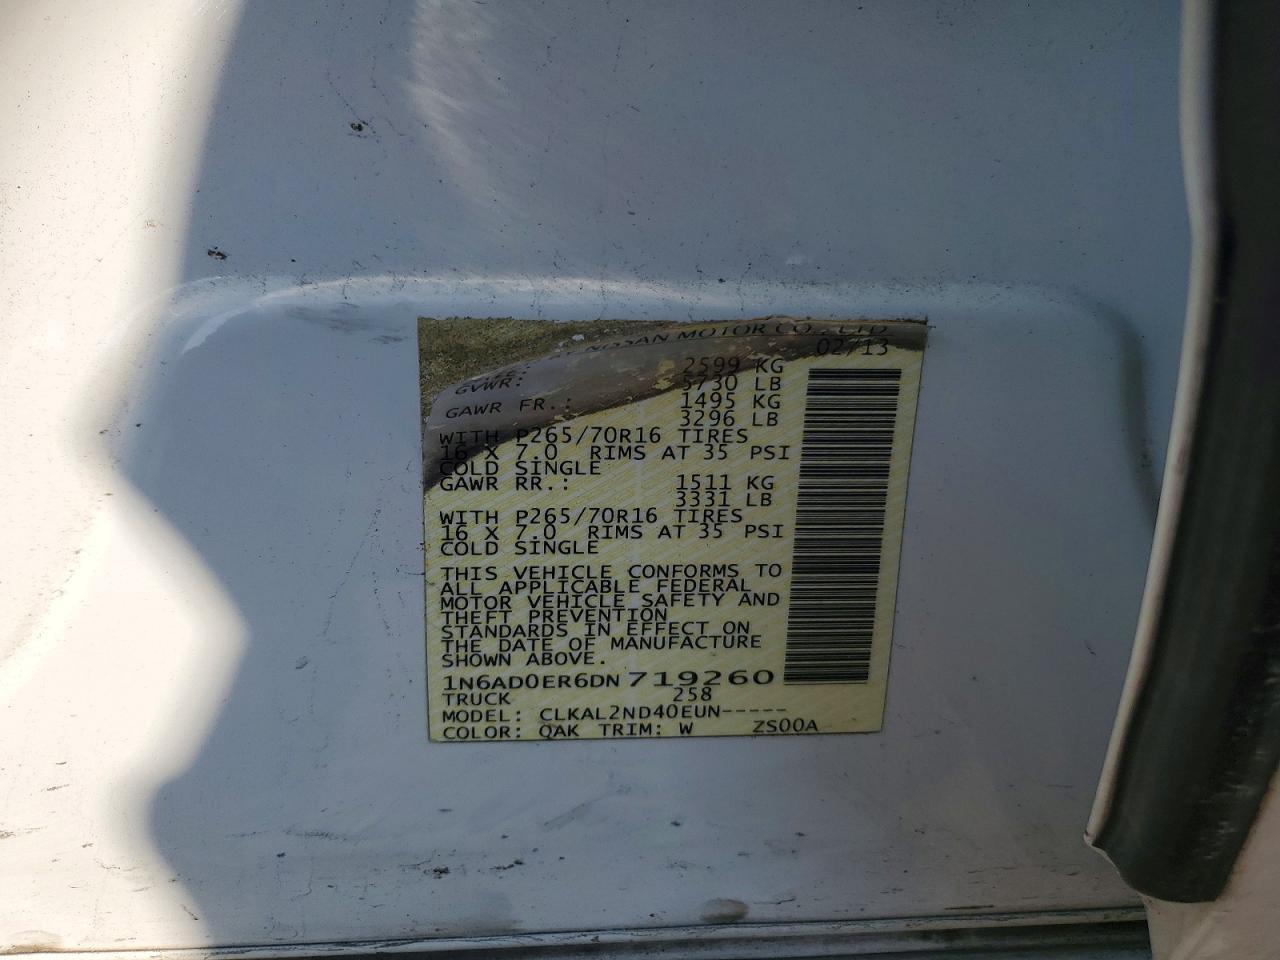 NISSAN MOTOR CO., LTD
02/13
GVWR: 2599 KG
5730 LB
GAWR FR.: 1495 KG
3296 LB
WITH P265/70R16 TIRES
16 X 7.0 RIMS AT 35 PSI
COLD SINGLE
GAWR RR.: 1511 KG
3331 LB
WITH P265/70R16 TIRES
16 X 7.0 RIMS AT 35 PSI
COLD SINGLE
THIS VEHICLE CONFORMS TO
ALL APPLICABLE FEDERAL
MOTOR VEHICLE SAFETY AND
THEFT PREVENTION
STANDARDS IN EFFECT ON
THE DATE OF MANUFACTURE
SHOWN ABOVE.
1N6AD0ER6DN719260
TRUCK 258
MODEL: CLKAL2ND40EUN-----
COLOR: QAK TRIM: W ZS00A